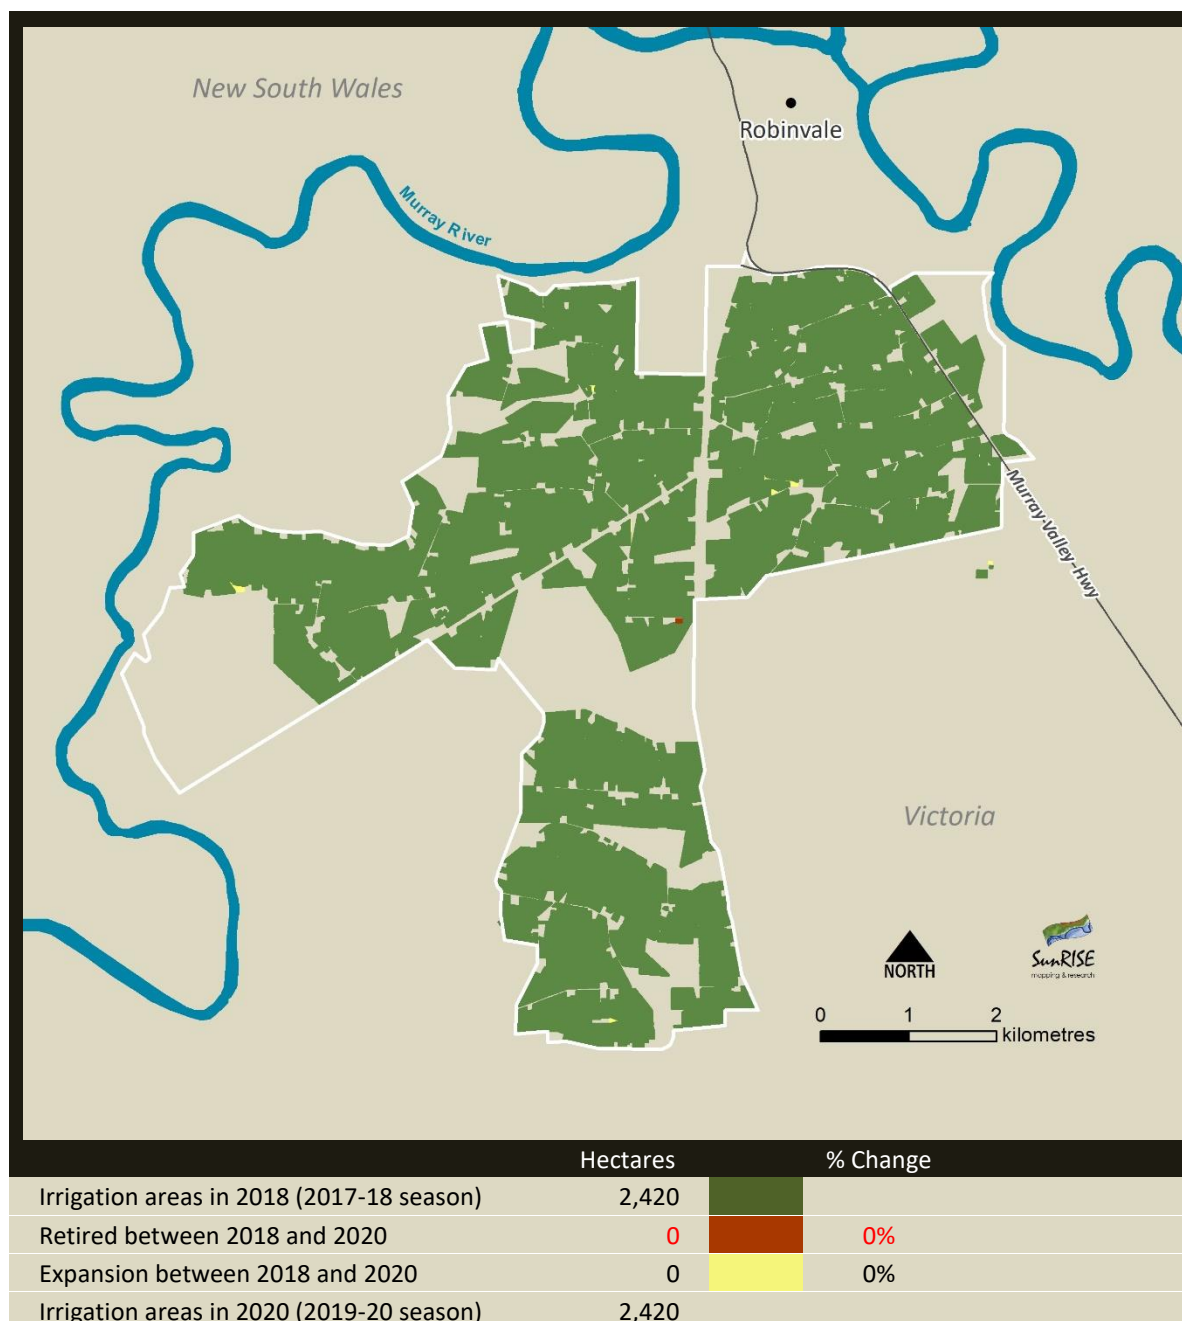 New South Wales
Robinvale
Murray River
Murray Valley Hwy
Victoria
NORTH
SunRISE
mapping & research
0 1 2
kilometres
Hectares % Change
Irrigation areas in 2018 (2017-18 season) 2,420
Retired between 2018 and 2020 0 0%
Expansion between 2018 and 2020 0 0%
Irrigation areas in 2020 (2019-20 season) 2,420